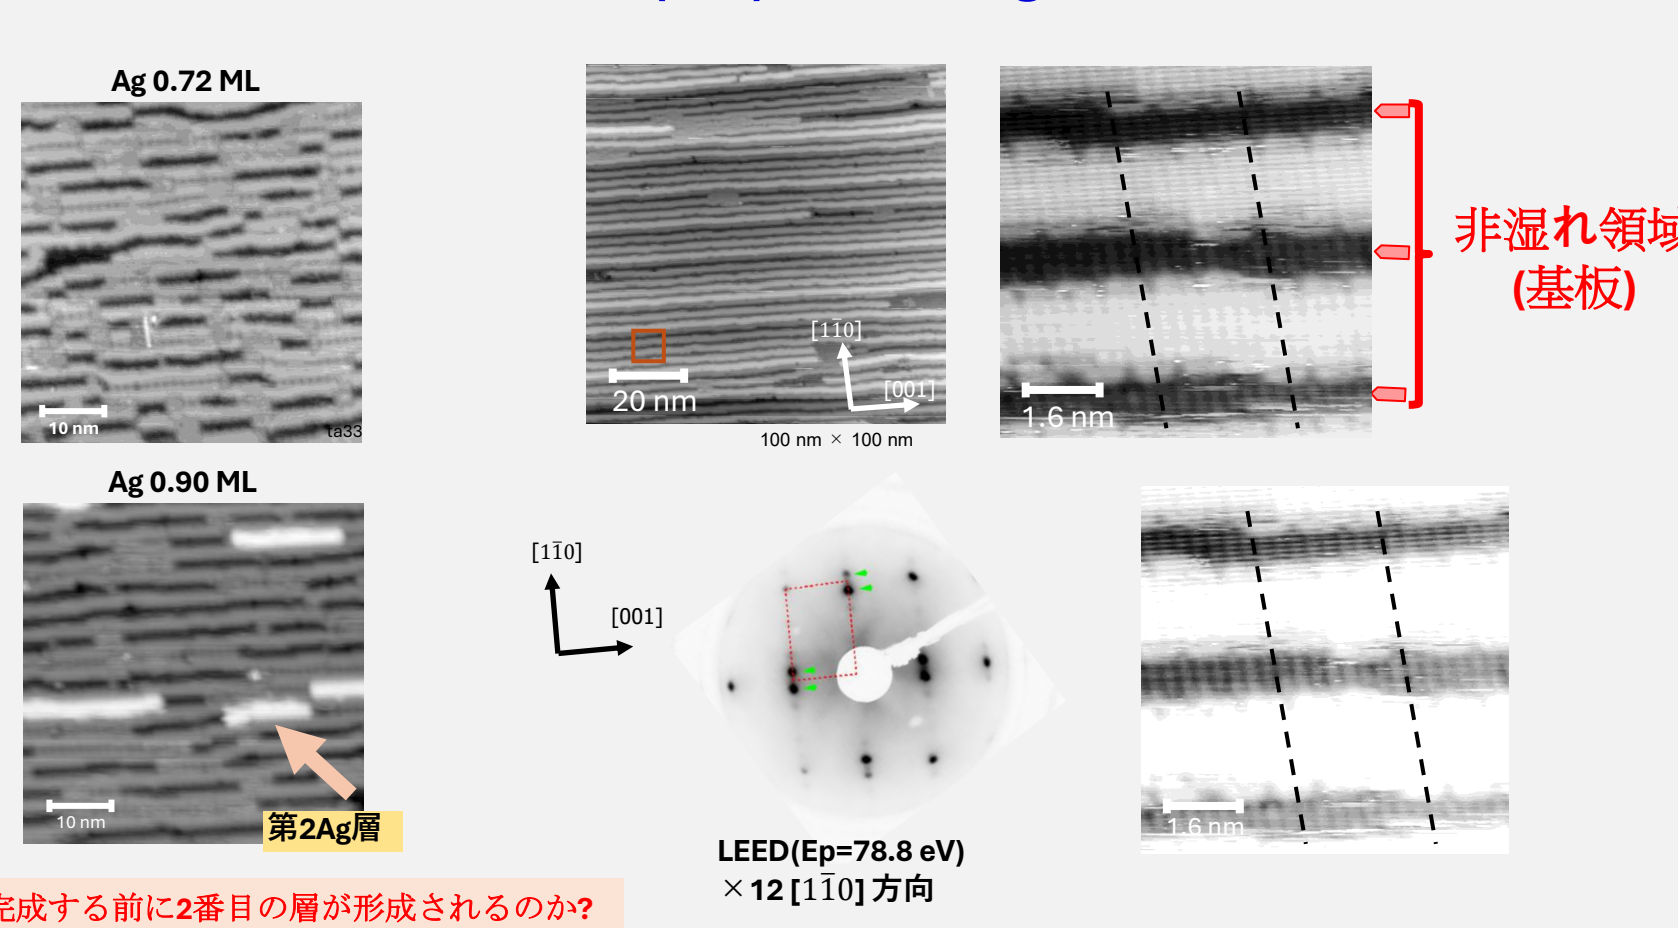 Ag 0.72 ML
10 nm
ta33
[11̅0]
[001]
20 nm
100 nm × 100 nm
1.6 nm
非湿れ領域
(基板)
Ag 0.90 ML
10 nm
第2Ag層
[11̅0]
[001]
LEED(Ep=78.8 eV)
×12 [11̅0] 方向
1.6 nm
完成する前に2番目の層が形成されるのか?